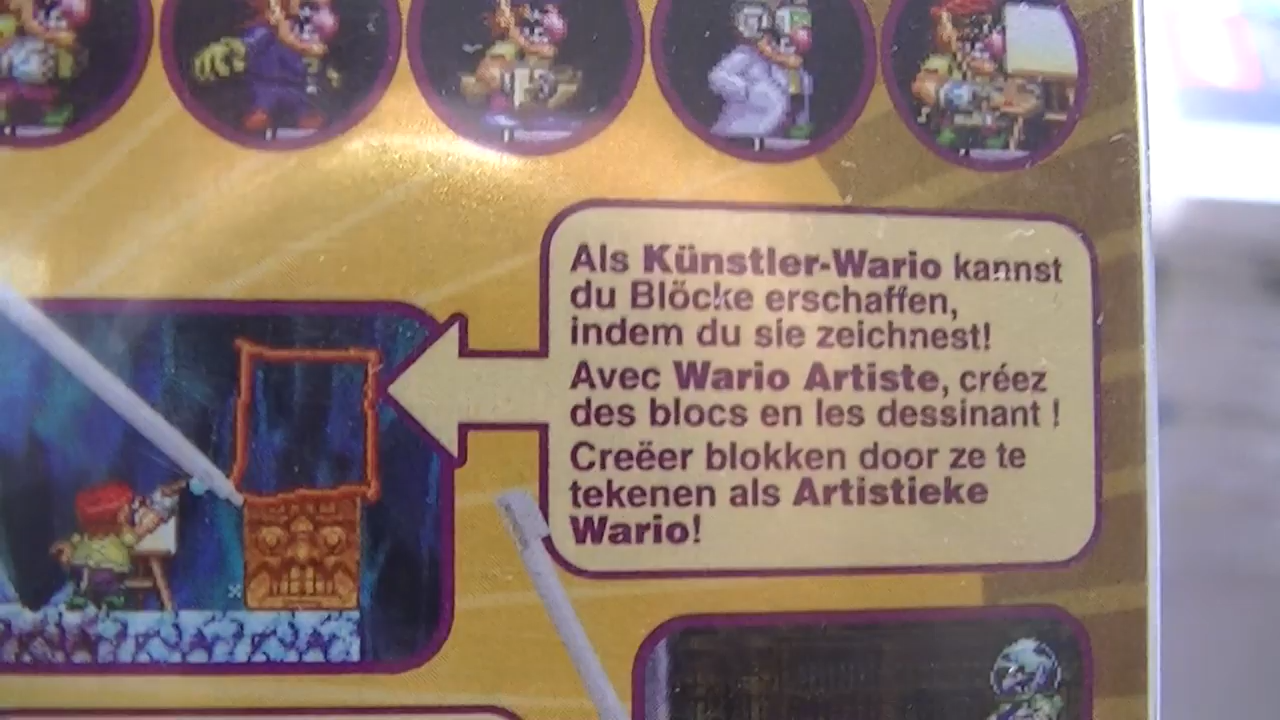 Als Künstler-Wario kannst
du Blöcke erschaffen,
indem du sie zeichnest!
Avec Wario Artiste, créez
des blocs en les dessinant !
Creëer blokken door ze te
tekenen als Artistieke
Wario!